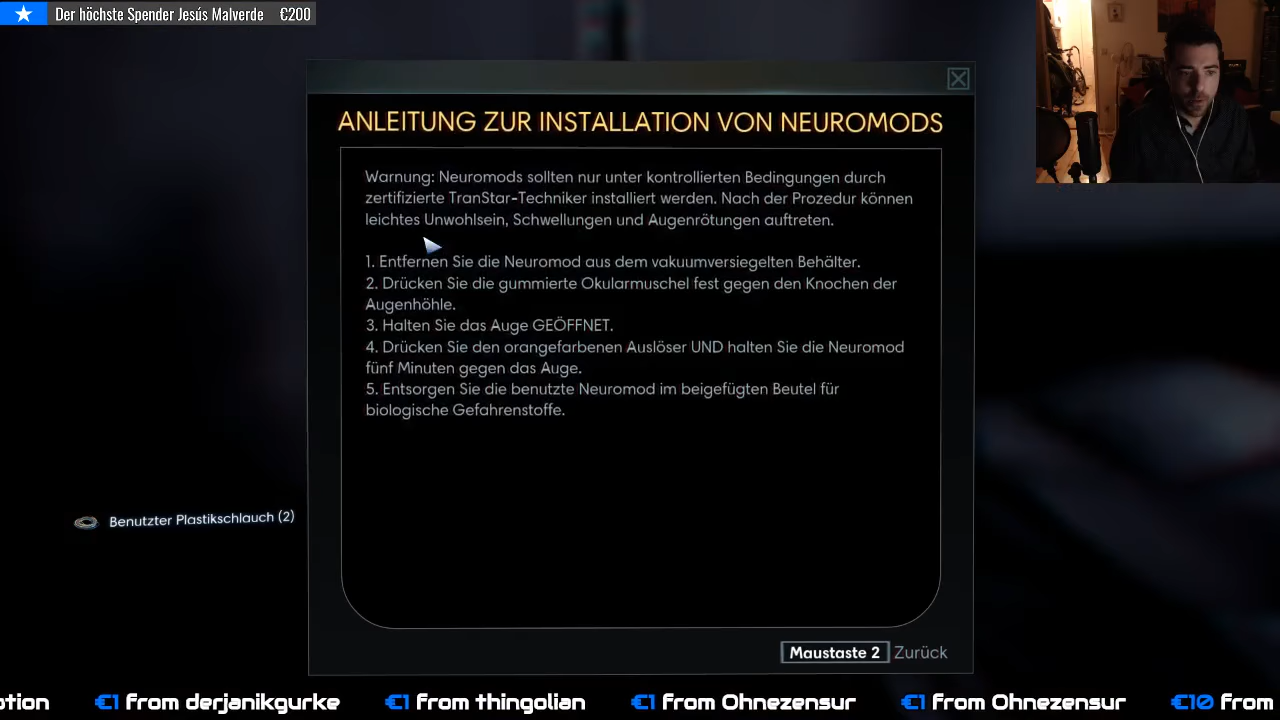 Der höchste Spender Jesús Malverde €200
ANLEITUNG ZUR INSTALLATION VON NEUROMODS
Warnung: Neuromods sollten nur unter kontrollierten Bedingungen durch
zertifizierte TranStar-Techniker installiert werden. Nach der Prozedur können
leichtes Unwohlsein, Schwellungen und Augenrötungen auftreten.
1. Entfernen Sie die Neuromod aus dem vakuumversiegelten Behälter.
2. Drücken Sie die gummierte Okularmuschel fest gegen den Knochen der
Augenhöhle.
3. Halten Sie das Auge GEÖFFNET.
4. Drücken Sie den orangefarbenen Auslöser UND halten Sie die Neuromod
fünf Minuten gegen das Auge.
5. Entsorgen Sie die benutzte Neuromod im beigefügten Beutel für
biologische Gefahrenstoffe.
Benutzter Plastikschlauch (2)
Maustaste 2 Zurück
ption €1 from derjanikgurke €1 from thingolian €1 from Ohnezensur €1 from Ohnezensur €10 from